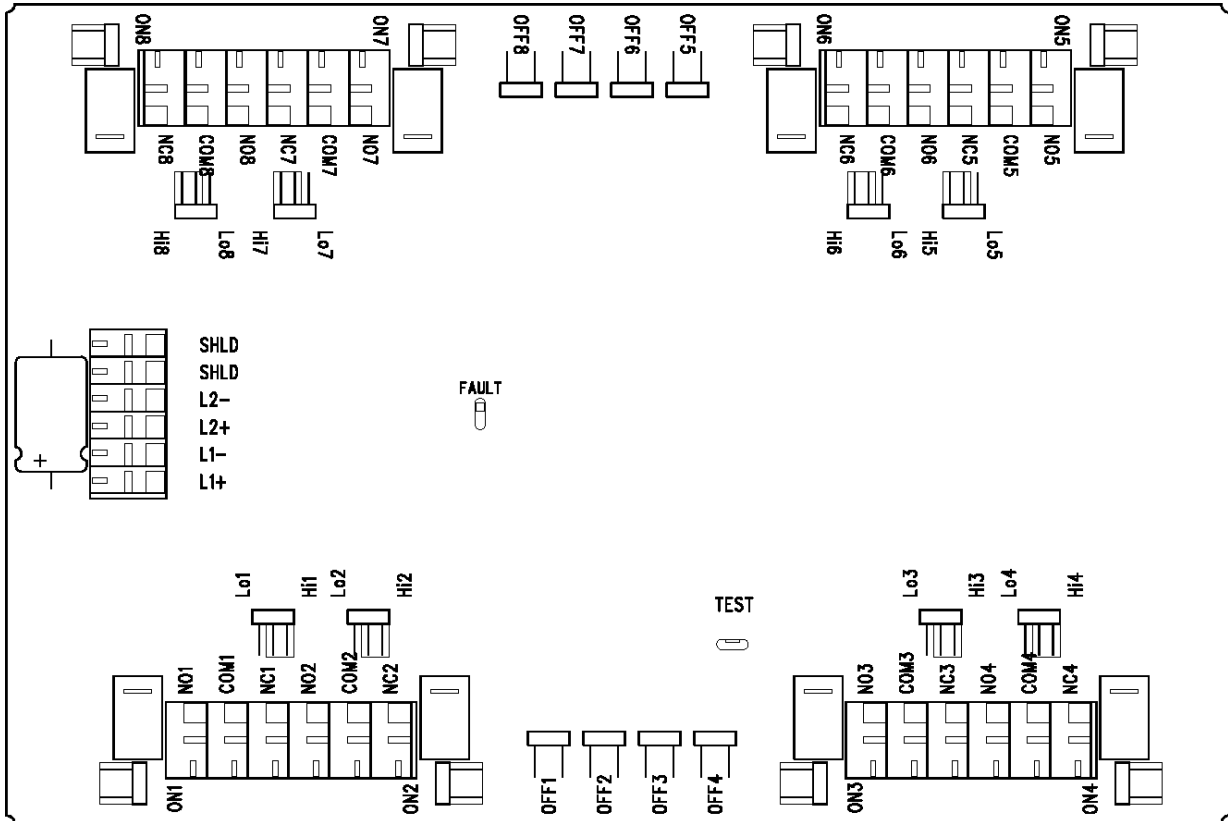 ON8
ON7
OFF8
OFF7
OFF6
OFF5
ON6
ON5
NC8
COM8
NO8
NC7
COM7
NO7
NC6
COM6
NO6
NC5
COM5
NO5
Hi8
Lo8
Hi7
Lo7
Hi6
Lo6
Hi5
Lo5
SHLD
SHLD
L2-
L2+
L1-
L1+
+
FAULT
Lo1
Hi1
Lo2
Hi2
TEST
Lo3
Hi3
Lo4
Hi4
NO1
COM1
NC1
NO2
COM2
NC2
NO3
COM3
NC3
NO4
COM4
NC4
ON1
ON2
OFF1
OFF2
OFF3
OFF4
ON3
ON4